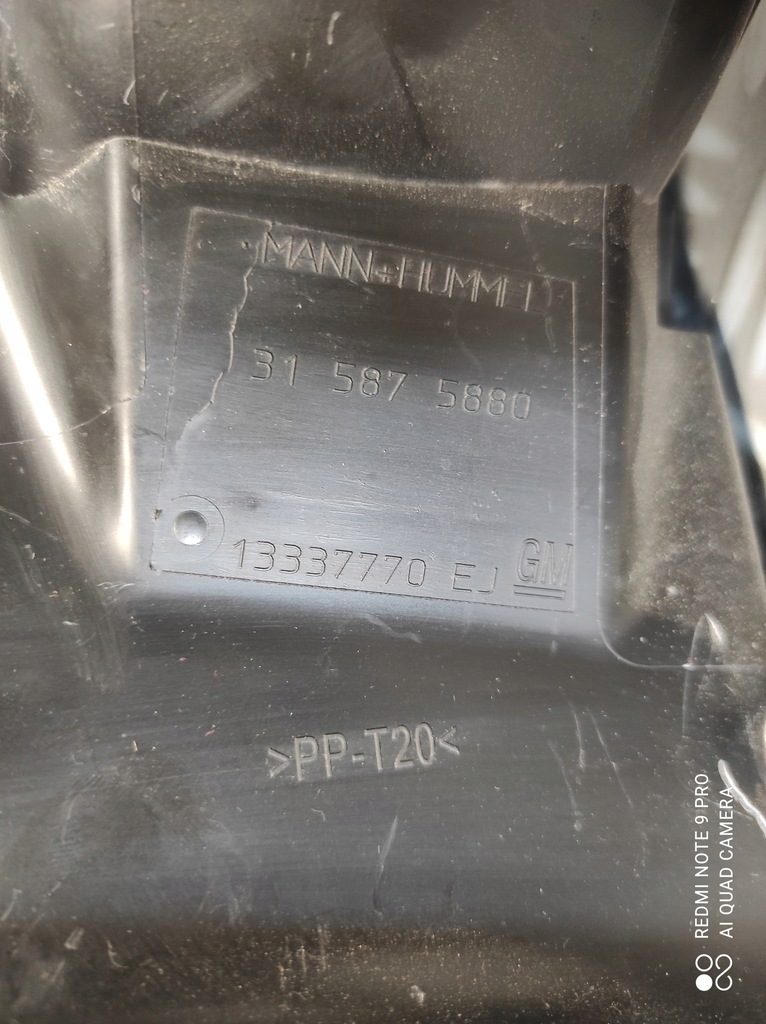 MANN+HUMMEL
31 587 5880
13337770 EJ GM
>PP-T20<
REDMI NOTE 9 PRO
AI QUAD CAMERA